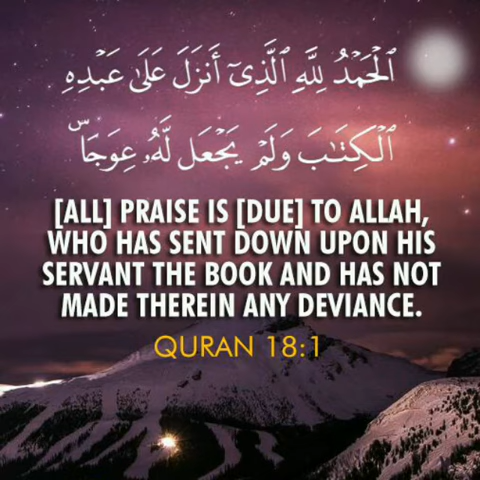 ٱلْحَمْدُ لِلَّهِ ٱلَّذِىٓ أَنزَلَ عَلَىٰ عَبْدِهِ
ٱلْكِتَـٰبَ وَلَمْ يَجْعَل لَّهُۥ عِوَجَاۜ
[ALL] PRAISE IS [DUE] TO ALLAH,
WHO HAS SENT DOWN UPON HIS
SERVANT THE BOOK AND HAS NOT
MADE THEREIN ANY DEVIANCE.
QURAN 18:1